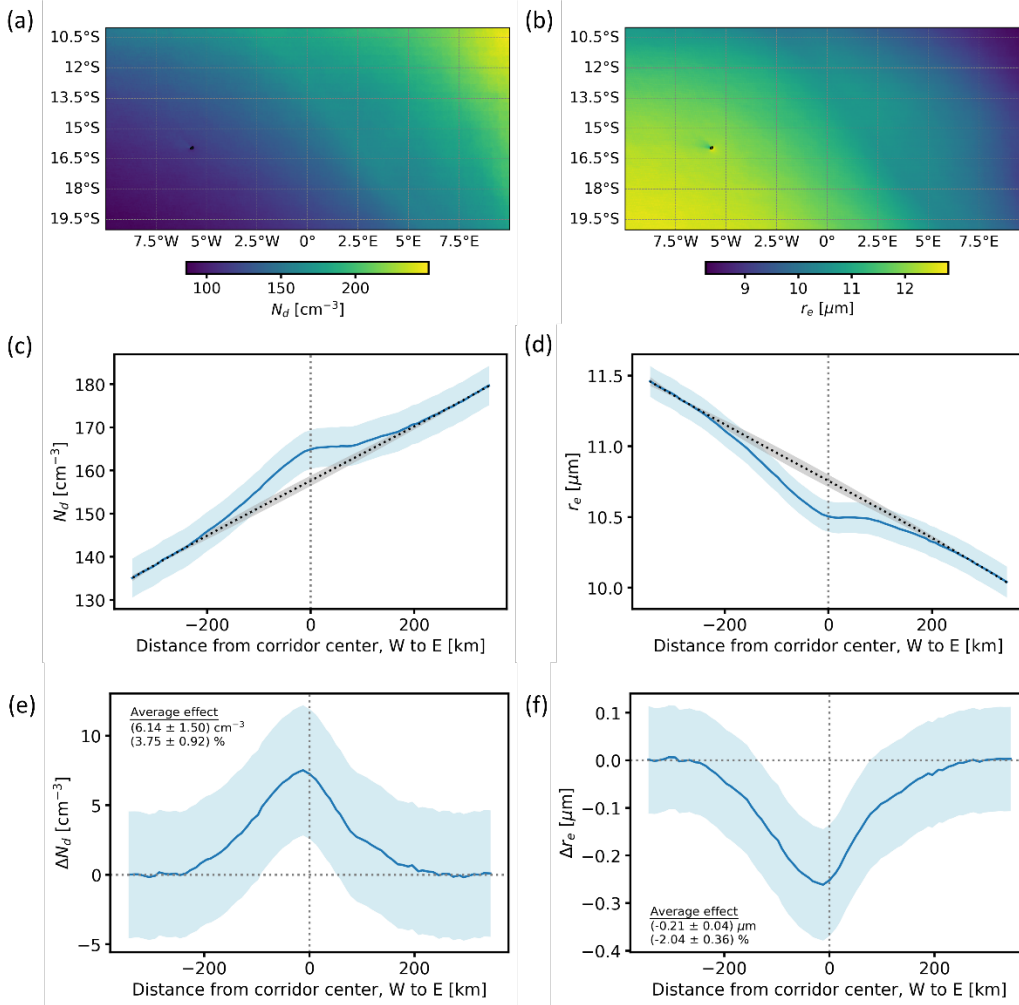 (a)
(b)
10.5°S
12°S
13.5°S
15°S
16.5°S
18°S
19.5°S
7.5°W 5°W 2.5°W 0° 2.5°E 5°E 7.5°E
100 150 200
N_d [cm⁻³]
10.5°S
12°S
13.5°S
15°S
16.5°S
18°S
19.5°S
7.5°W 5°W 2.5°W 0° 2.5°E 5°E 7.5°E
9 10 11 12
r_e [μm]
(c)
180
170
160
150
140
130
N_d [cm⁻³]
−200 0 200
Distance from corridor center, W to E [km]
(d)
11.5
11.0
10.5
10.0
r_e [μm]
−200 0 200
Distance from corridor center, W to E [km]
(e)
Average effect
(6.14 ± 1.50) cm⁻³
(3.75 ± 0.92) %
10
5
0
−5
ΔN_d [cm⁻³]
−200 0 200
Distance from corridor center, W to E [km]
(f)
0.1
0.0
−0.1
−0.2
−0.3
−0.4
Δr_e [μm]
Average effect
(-0.21 ± 0.04) μm
(-2.04 ± 0.36) %
−200 0 200
Distance from corridor center, W to E [km]